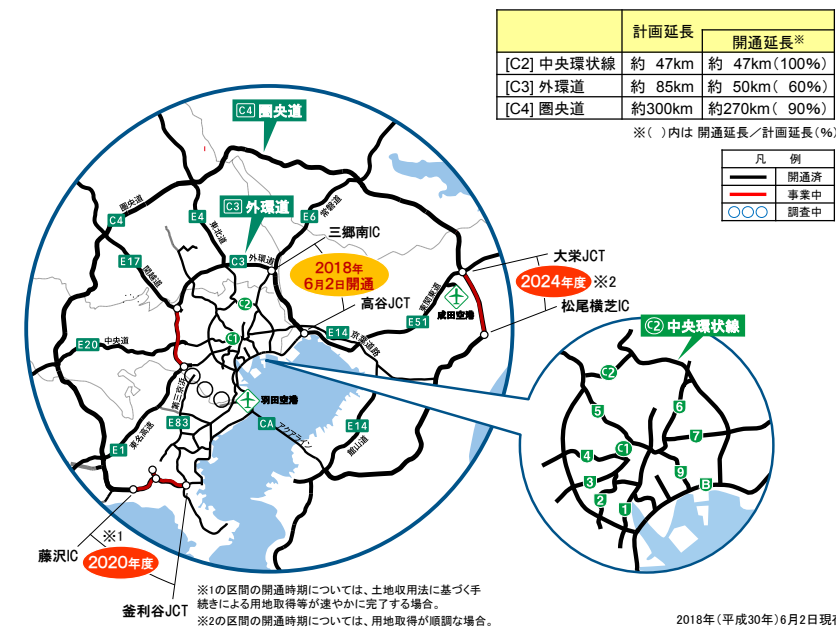 計画延長
開通延長※
[C2] 中央環状線 約 47km 約 47km(100%)
[C3] 外環道 約 85km 約 50km( 60%)
[C4] 圏央道 約300km 約270km( 90%)
※( )内は 開通延長/計画延長(%)
凡 例
開通済
事業中
○○○ 調査中
C4 圏央道
圏央道
C4
E4
東北道
C3 外環道
E6
常磐道
E17
関越道
C3
外環道
三郷南IC
2018年
6月2日開通
高谷JCT
大栄JCT
2024年度 ※2
松尾横芝IC
東関東道
成田空港
E51
C2
C1
E14
京葉道路
E20
中央道
C2 中央環状線
第三京浜
羽田空港
E83
CA
アクアライン
E14
館山道
東名高速
E1
C2
5
6
7
4
C1
3
9
2
1
B
※1
藤沢IC
2020年度
釜利谷JCT
※1の区間の開通時期については、土地収用法に基づく手
続きによる用地取得等が速やかに完了する場合。
※2の区間の開通時期については、用地取得が順調な場合。
2018年(平成30年)6月2日現